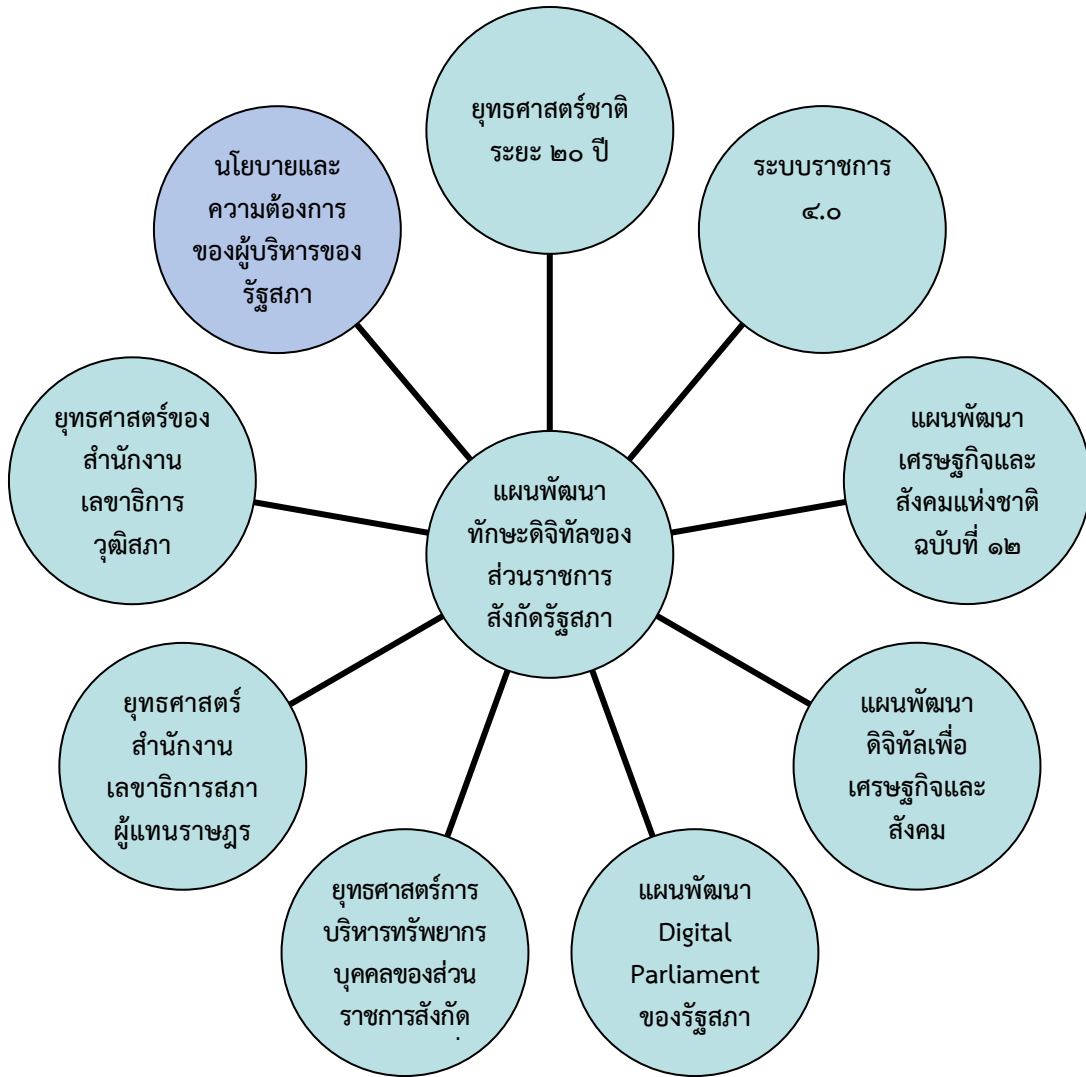 ยุทธศาสตร์ชาติ
ระยะ ๒๐ ปี
ระบบราชการ
๔.๐
แผนพัฒนา
เศรษฐกิจและ
สังคมแห่งชาติ
ฉบับที่ ๑๒
แผนพัฒนา
ดิจิทัลเพื่อ
เศรษฐกิจและ
สังคม
แผนพัฒนา
Digital
Parliament
ของรัฐสภา
ยุทธศาสตร์การ
บริหารทรัพยากร
บุคคลของส่วน
ราชการสังกัด
ยุทธศาสตร์
สำนักงาน
เลขาธิการสภา
ผู้แทนราษฎร
ยุทธศาสตร์ของ
สำนักงาน
เลขาธิการ
วุฒิสภา
นโยบายและ
ความต้องการ
ของผู้บริหารของ
รัฐสภา
แผนพัฒนา
ทักษะดิจิทัลของ
ส่วนราชการ
สังกัดรัฐสภา